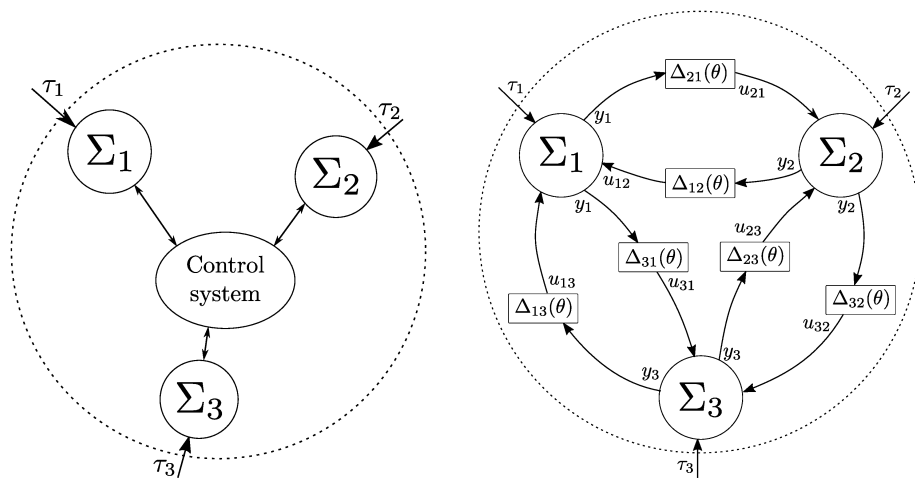 τ₁
Σ₁
τ₂
Σ₂
Control
system
Σ₃
τ₃
τ₁
Σ₁
y₁
Δ₂₁(θ)
u₂₁
τ₂
Σ₂
y₂
Δ₁₂(θ)
u₁₂
y₁
Δ₃₁(θ)
u₃₁
y₂
Δ₃₂(θ)
u₃₂
u₂₃
Δ₂₃(θ)
y₃
u₁₃
Δ₁₃(θ)
y₃
Σ₃
τ₃